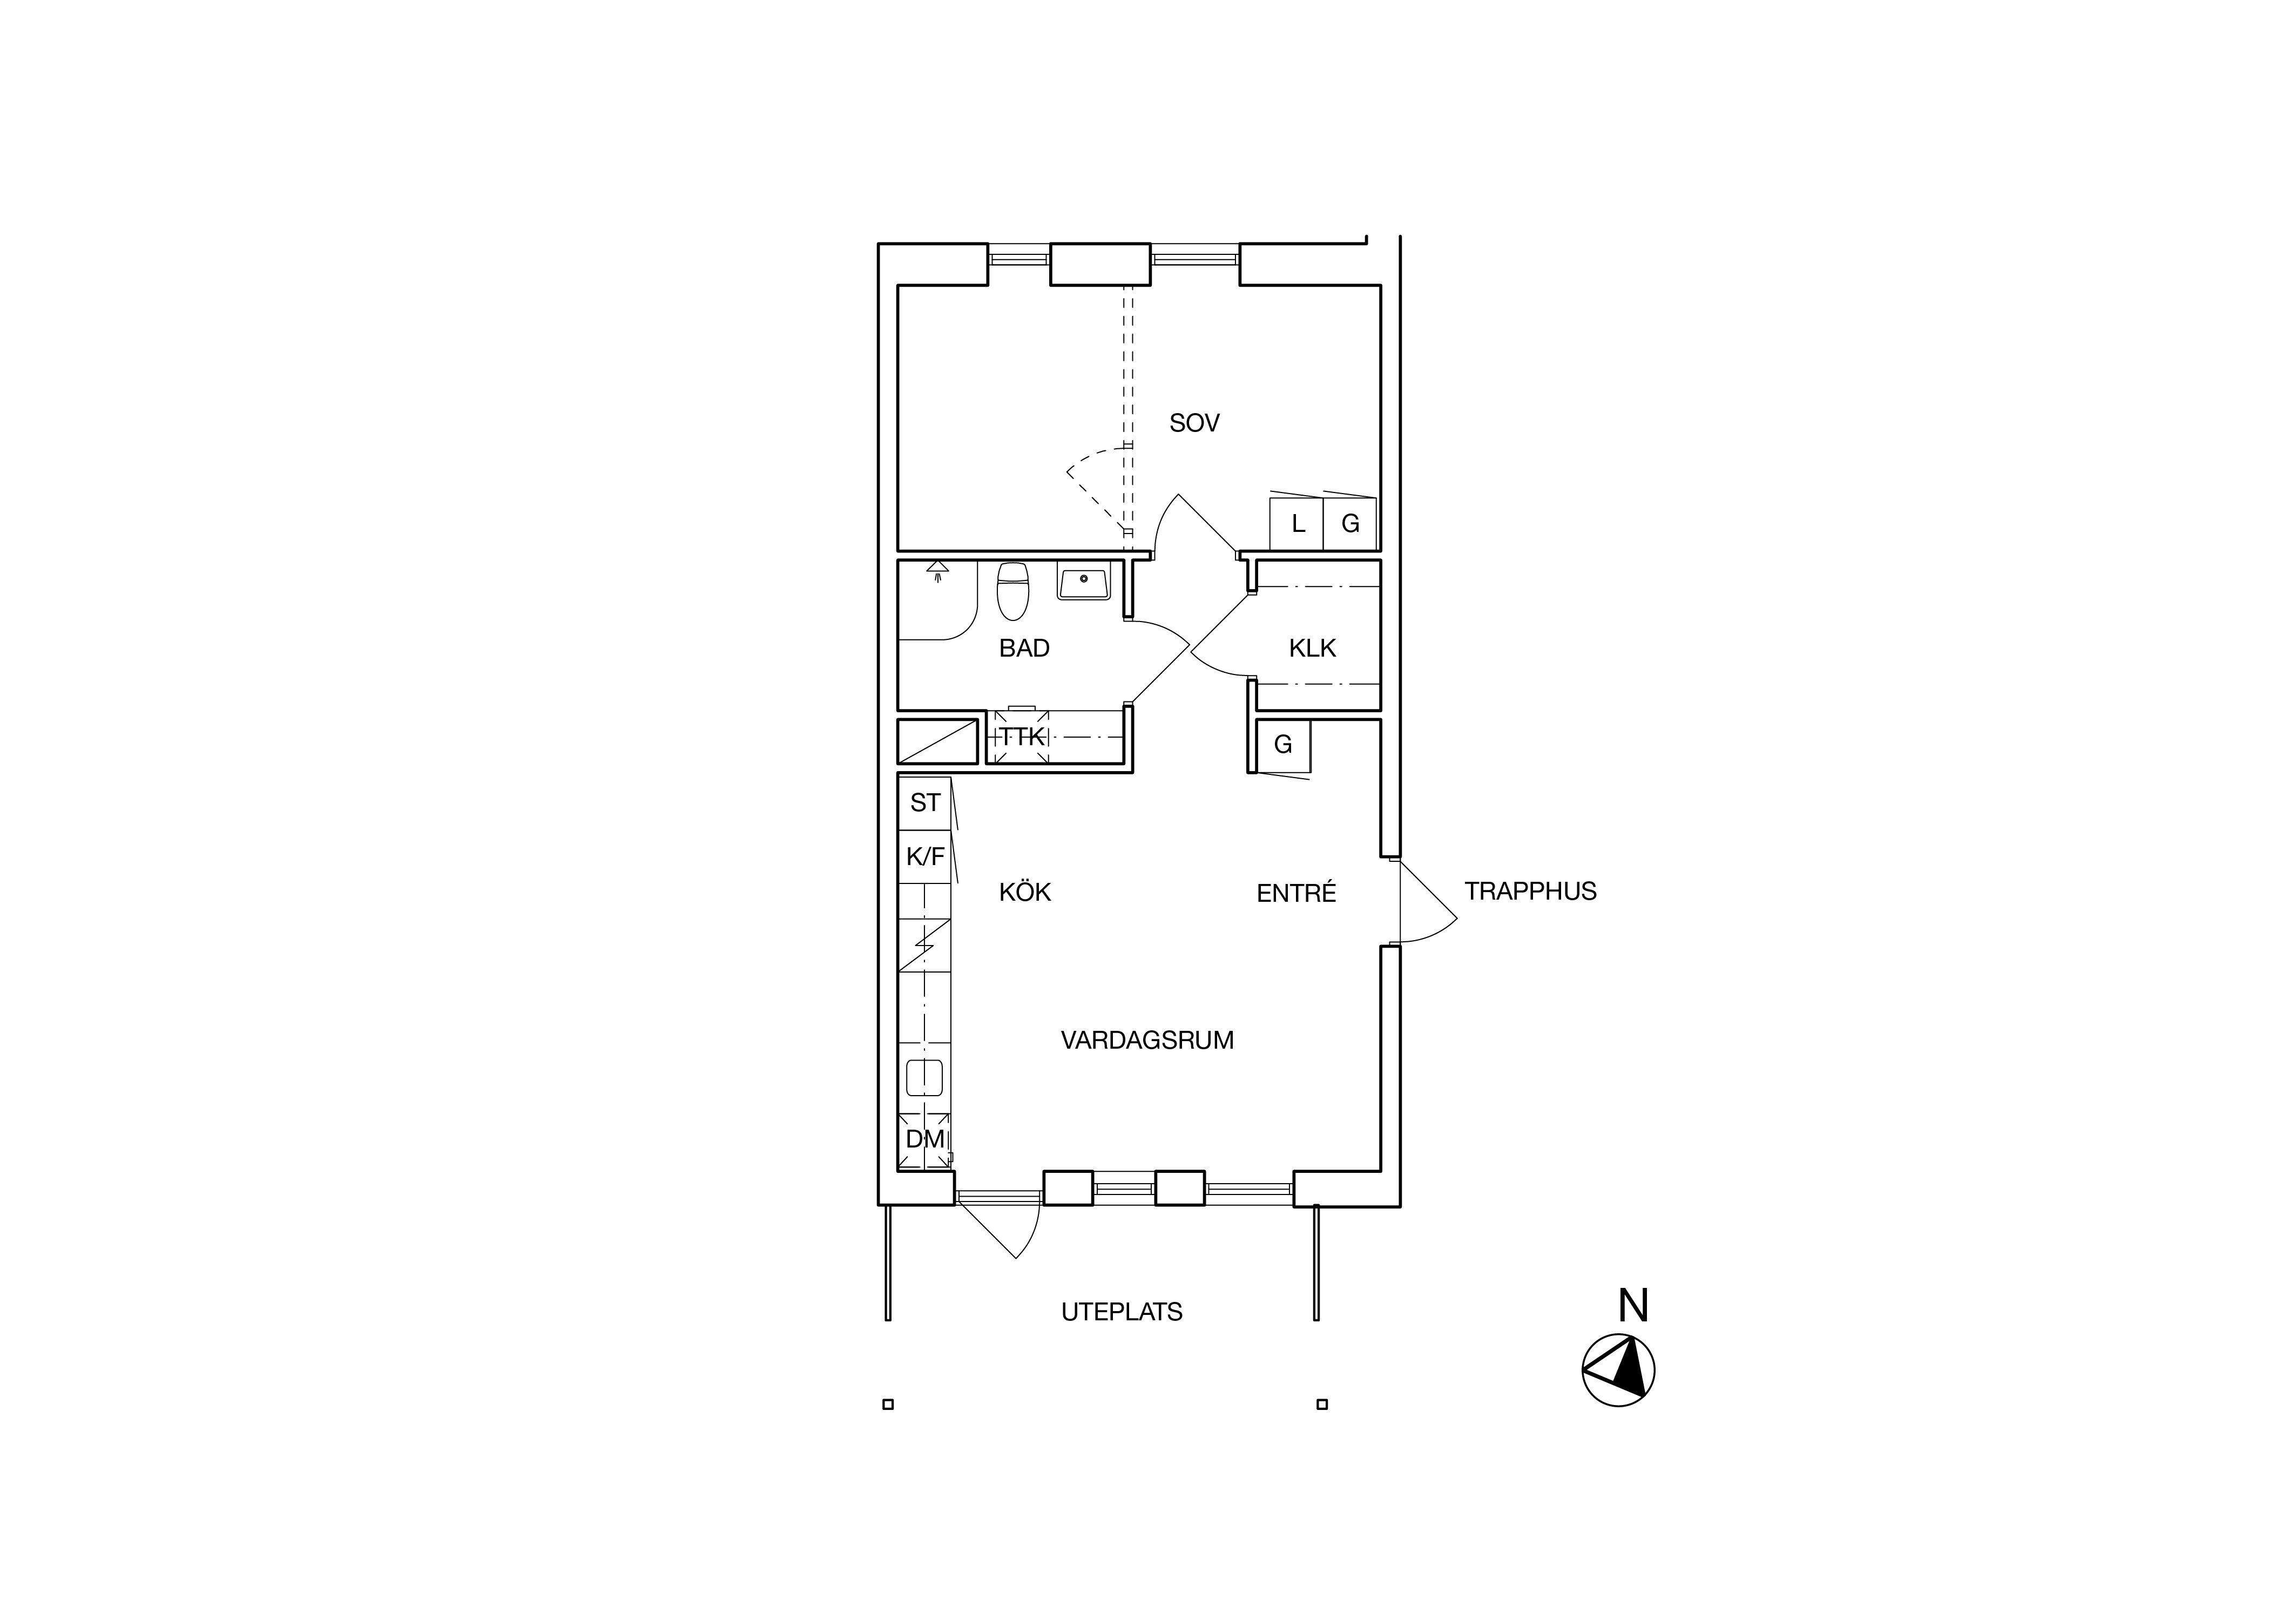 SOV
L
G
BAD
KLK
TTK
G
ST
K/F
KÖK
ENTRÉ
TRAPPHUS
VARDAGSRUM
DM
UTEPLATS
N